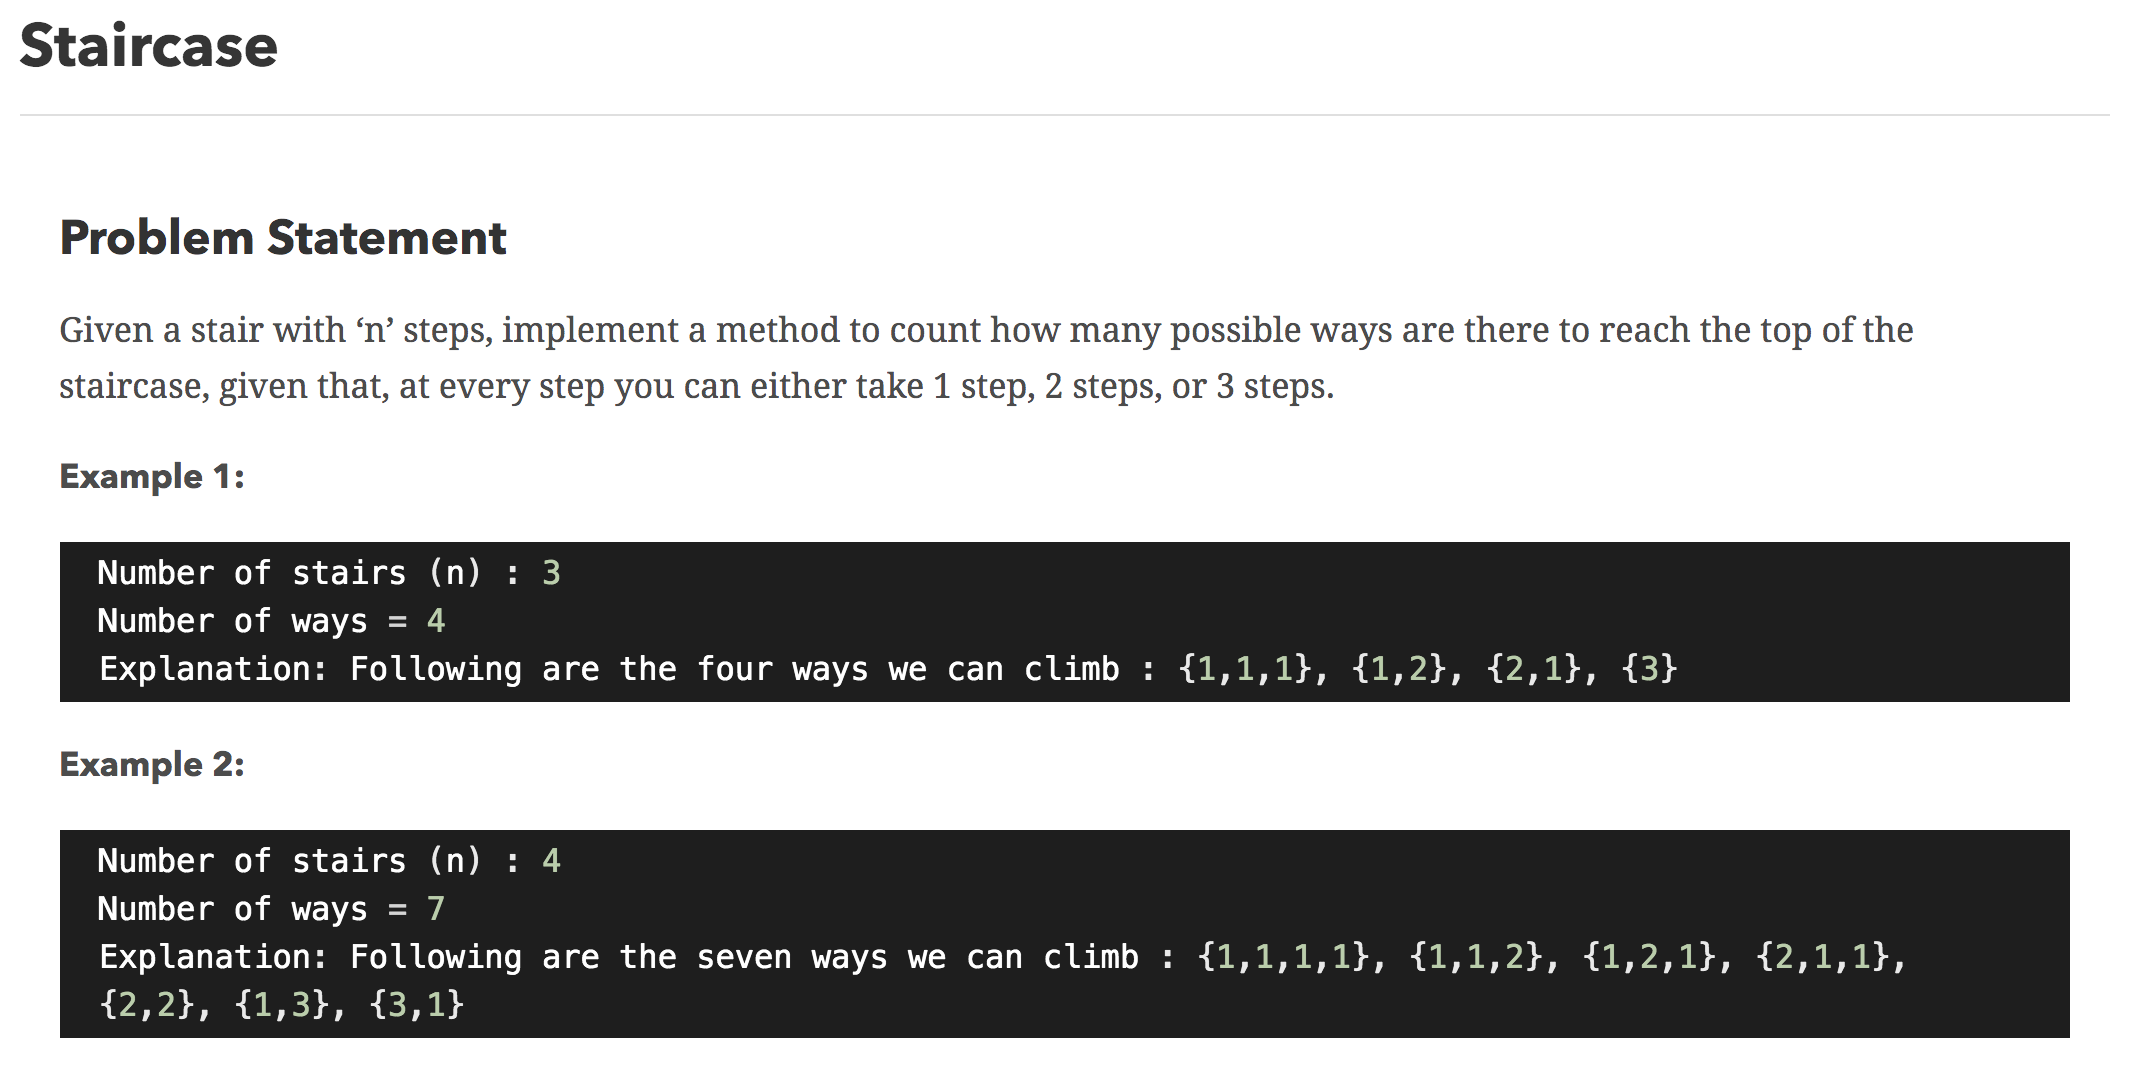 Staircase
Problem Statement
Given a stair with ‘n’ steps, implement a method to count how many possible ways are there to reach the top of the
staircase, given that, at every step you can either take 1 step, 2 steps, or 3 steps.
Example 1:
Number of stairs (n) : 3
Number of ways = 4
Explanation: Following are the four ways we can climb : {1,1,1}, {1,2}, {2,1}, {3}
Example 2:
Number of stairs (n) : 4
Number of ways = 7
Explanation: Following are the seven ways we can climb : {1,1,1,1}, {1,1,2}, {1,2,1}, {2,1,1},
{2,2}, {1,3}, {3,1}